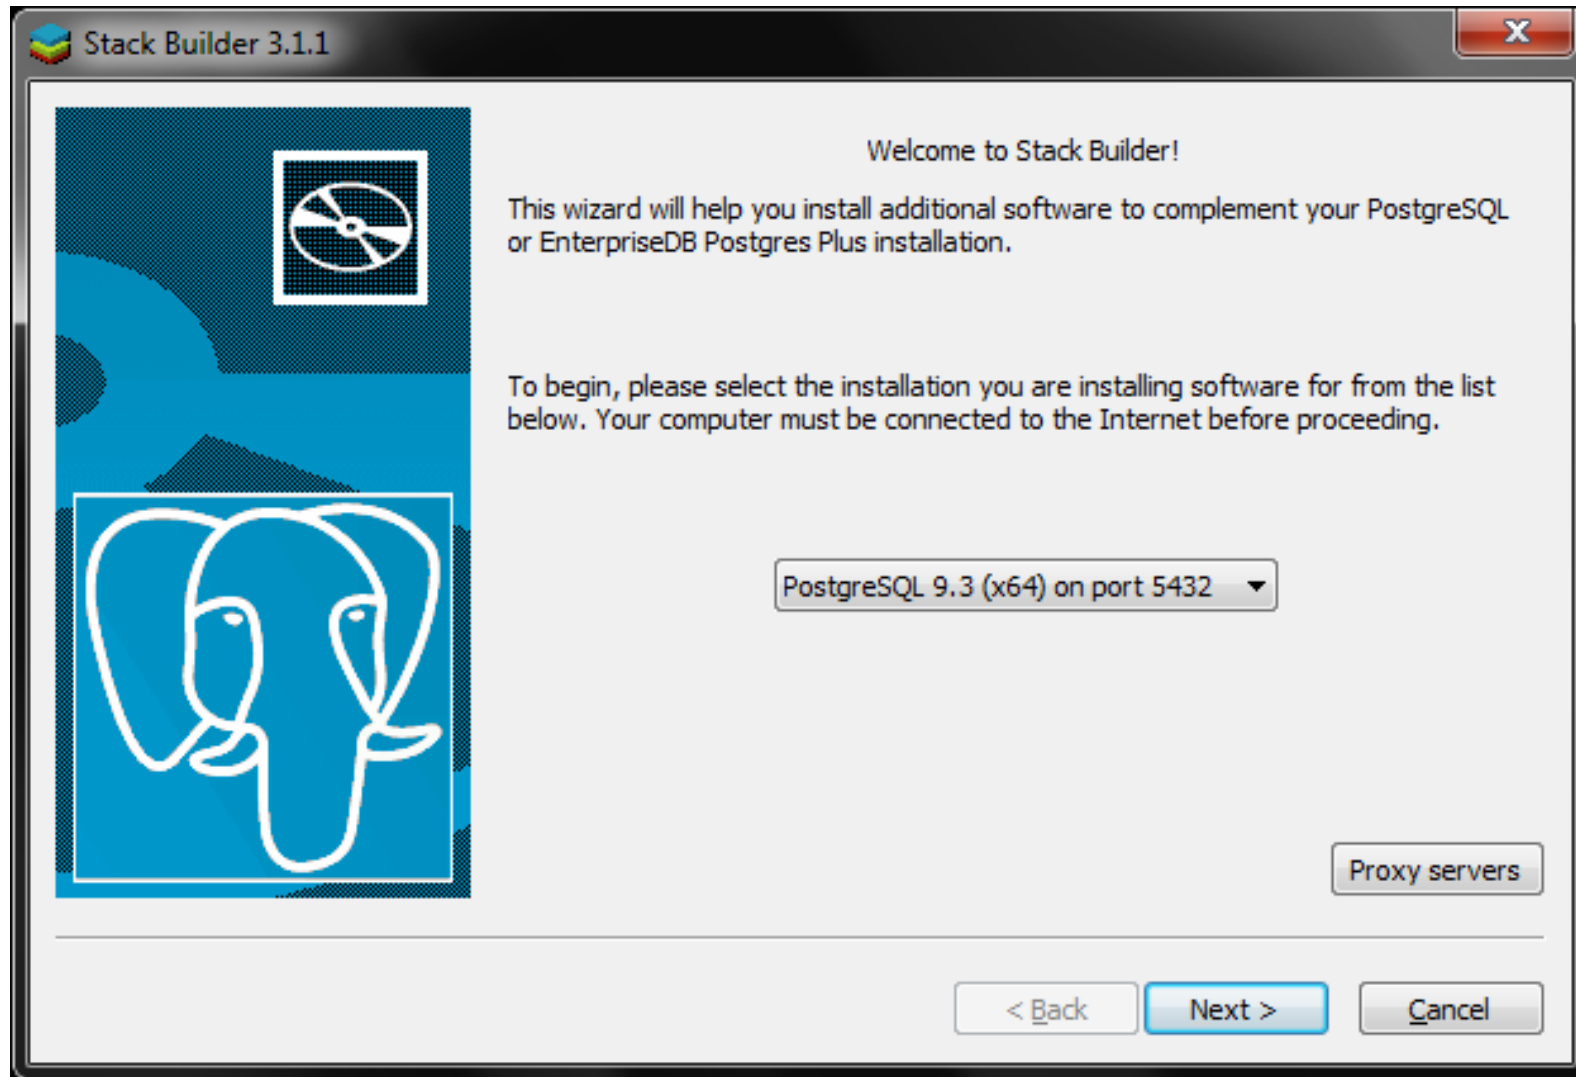 Stack Builder 3.1.1
Welcome to Stack Builder!
This wizard will help you install additional software to complement your PostgreSQL
or EnterpriseDB Postgres Plus installation.
To begin, please select the installation you are installing software for from the list
below. Your computer must be connected to the Internet before proceeding.
PostgreSQL 9.3 (x64) on port 5432
Proxy servers
< Back Next > Cancel